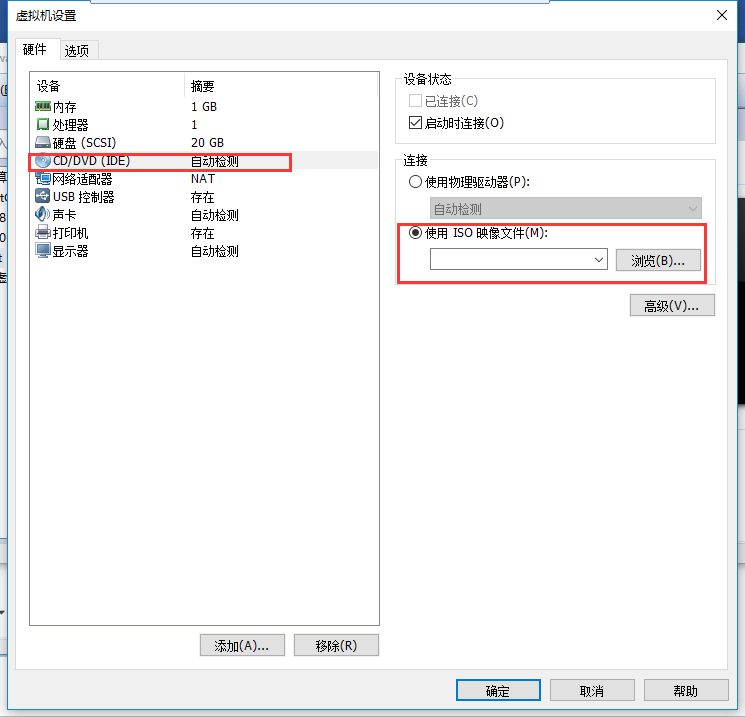 虚拟机设置
硬件 选项
设备 摘要
内存 1 GB
处理器 1
硬盘 (SCSI) 20 GB
CD/DVD (IDE) 自动检测
网络适配器 NAT
USB 控制器 存在
声卡 自动检测
打印机 存在
显示器 自动检测
添加(A)... 移除(R)
设备状态
已连接(C)
启动时连接(O)
连接
使用物理驱动器(P):
自动检测
使用 ISO 映像文件(M):
浏览(B)...
高级(V)...
确定 取消 帮助